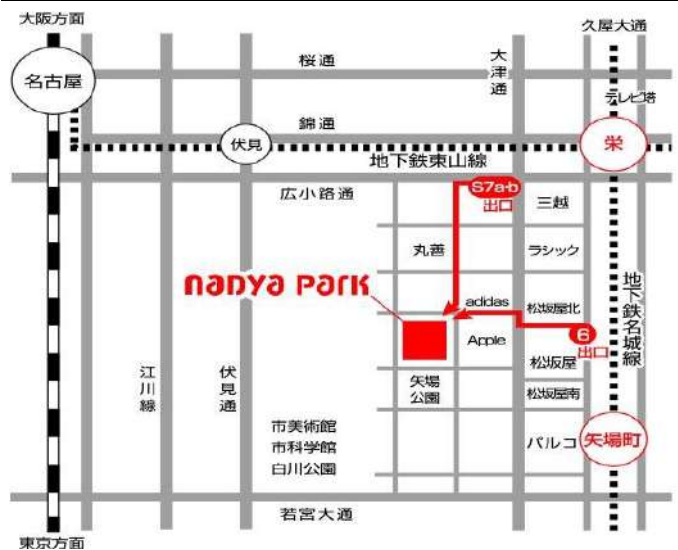 大阪方面
久屋大通
名古屋
桜通
大津通
テレビ塔
錦通
伏見
栄
地下鉄東山線
広小路通
S7a・b
出口
三越
丸善
ラシック
地下鉄名城線
nadya park
adidas
松坂屋北
6
出口
Apple
松坂屋
江川線
伏見通
矢場
公園
松坂屋南
市美術館
市科学館
白川公園
パルコ
矢場町
若宮大通
東京方面